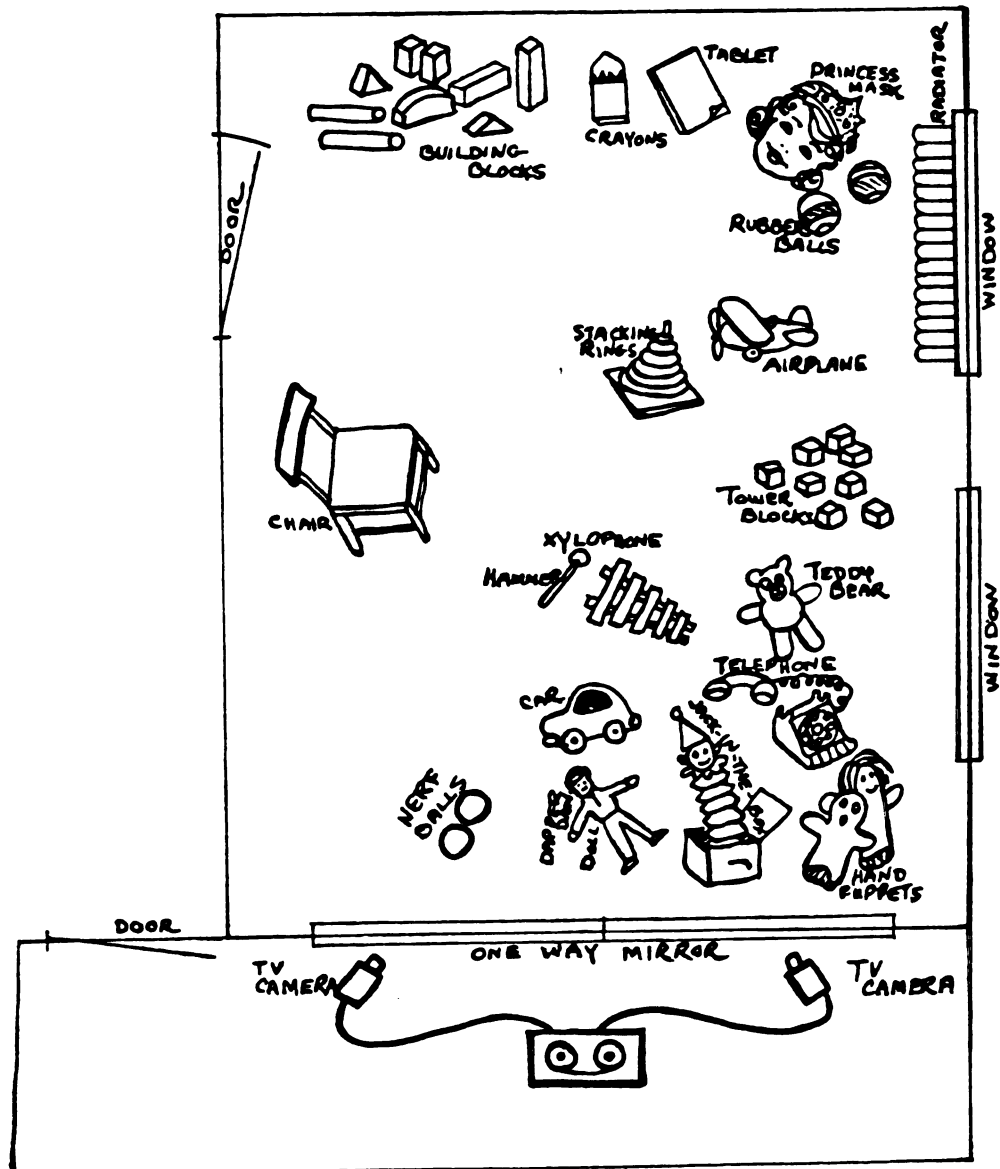 TABLET
PRINCESS
MASK
RADIATOR
CRAYONS
BUILDING
BLOCKS
DOOR
RUBBER
BALLS
WINDOW
STACKING
RINGS
AIRPLANE
CHAIR
TOWER
BLOCKS
XYLOPHONE
HAMMER
TEDDY
BEAR
WINDOW
TELEPHONE
CAR
JACK-IN-THE-BOX
NERF
BALLS
DAPPER DAN
DOLL
HAND
PUPPETS
DOOR
ONE WAY MIRROR
TV
CAMERA
TV
CAMERA